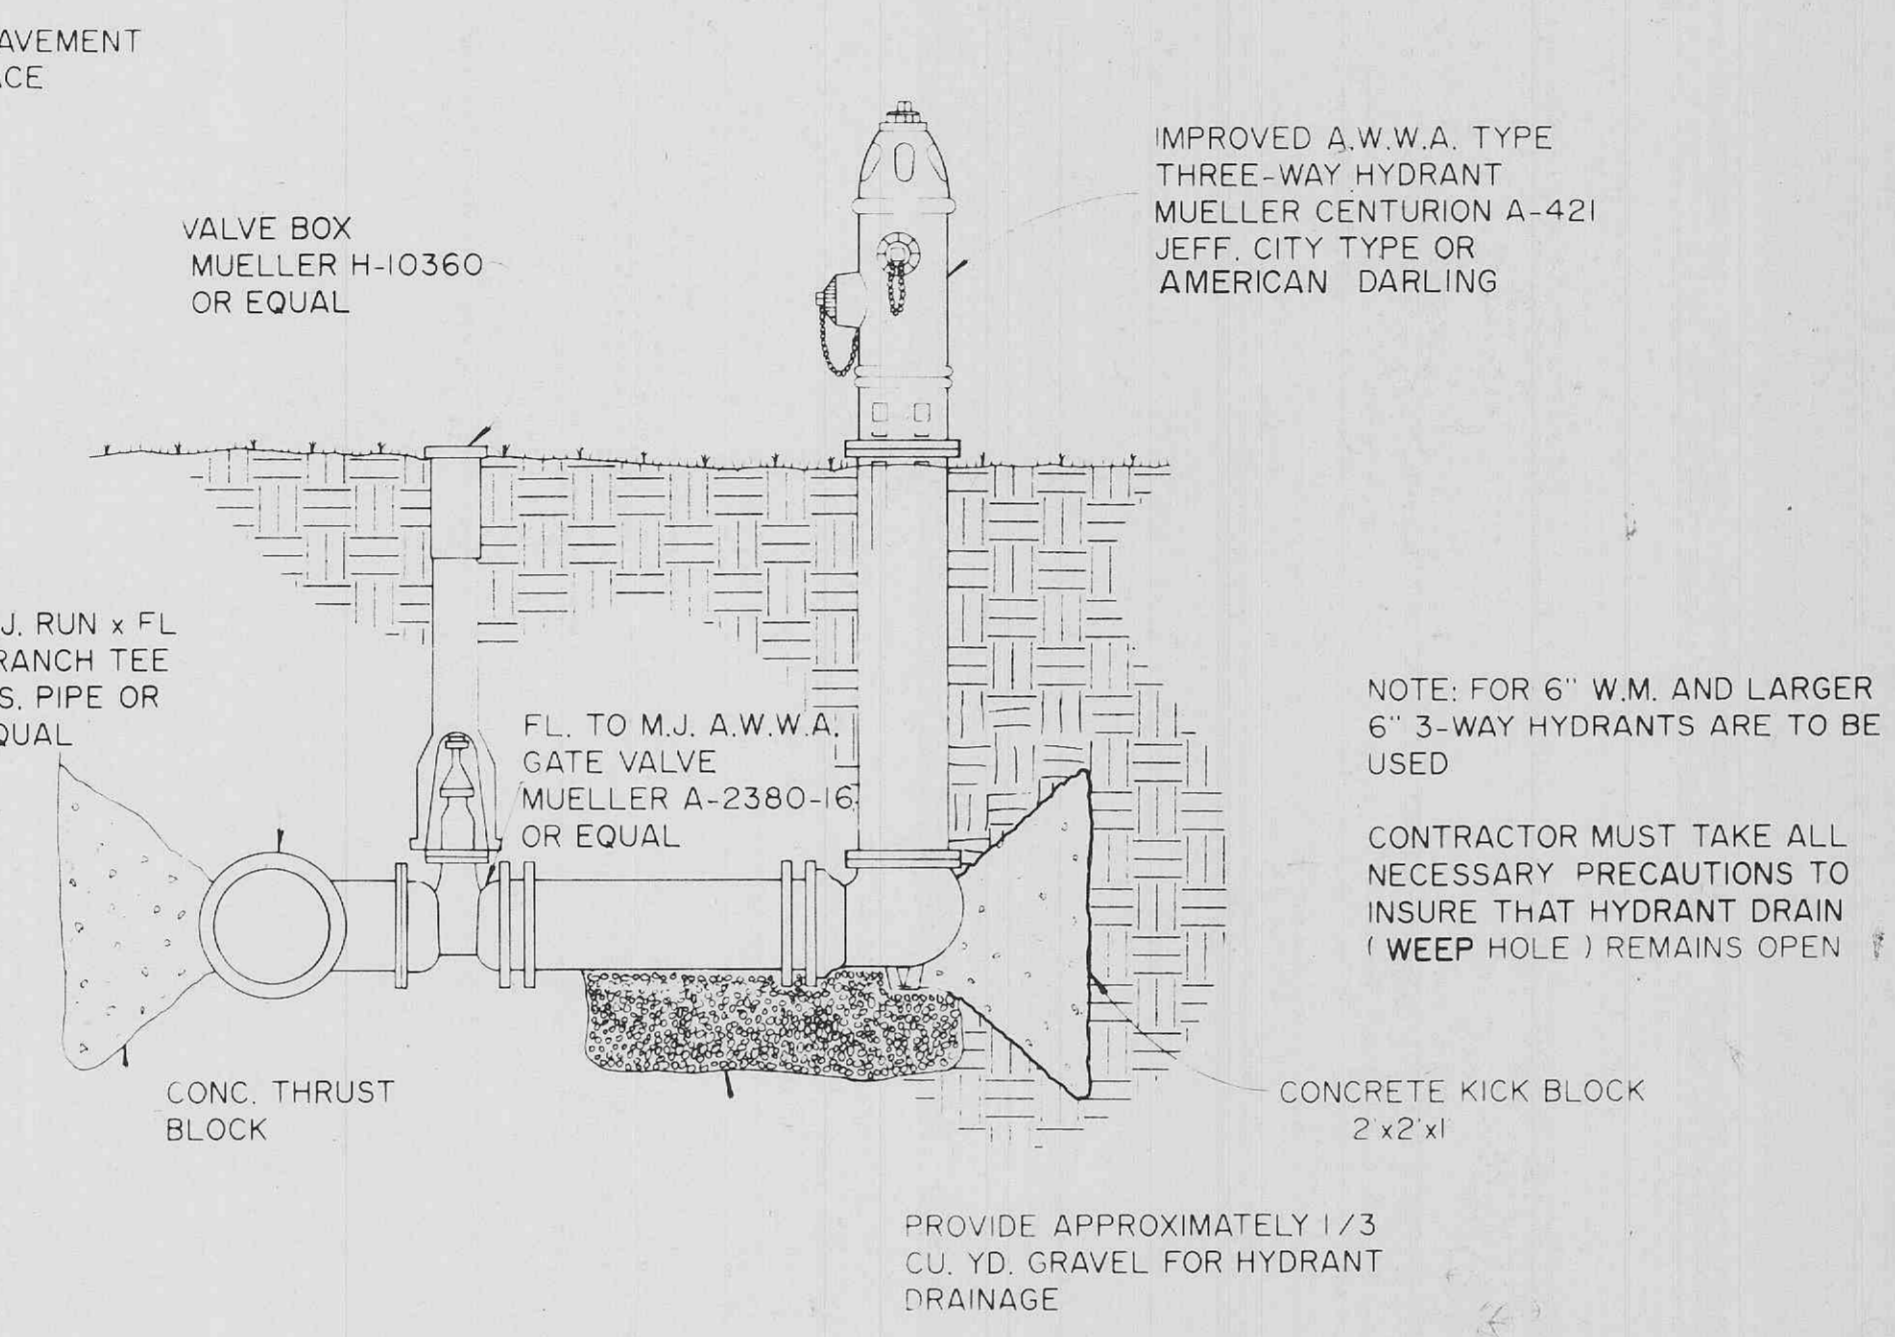 AVEMENT
ACE
VALVE BOX
MUELLER H-10360
OR EQUAL
IMPROVED A.W.W.A. TYPE
THREE-WAY HYDRANT
MUELLER CENTURION A-421
JEFF. CITY TYPE OR
AMERICAN DARLING
J. RUN x FL
RANCH TEE
S. PIPE OR
QUAL
FL. TO M.J. A.W.W.A.
GATE VALVE
MUELLER A-2380-16
OR EQUAL
NOTE: FOR 6" W.M. AND LARGER
6" 3-WAY HYDRANTS ARE TO BE
USED
CONTRACTOR MUST TAKE ALL
NECESSARY PRECAUTIONS TO
INSURE THAT HYDRANT DRAIN
(WEEP HOLE) REMAINS OPEN
CONC. THRUST
BLOCK
CONCRETE KICK BLOCK
2'x2'x1'
PROVIDE APPROXIMATELY 1/3
CU. YD. GRAVEL FOR HYDRANT
DRAINAGE